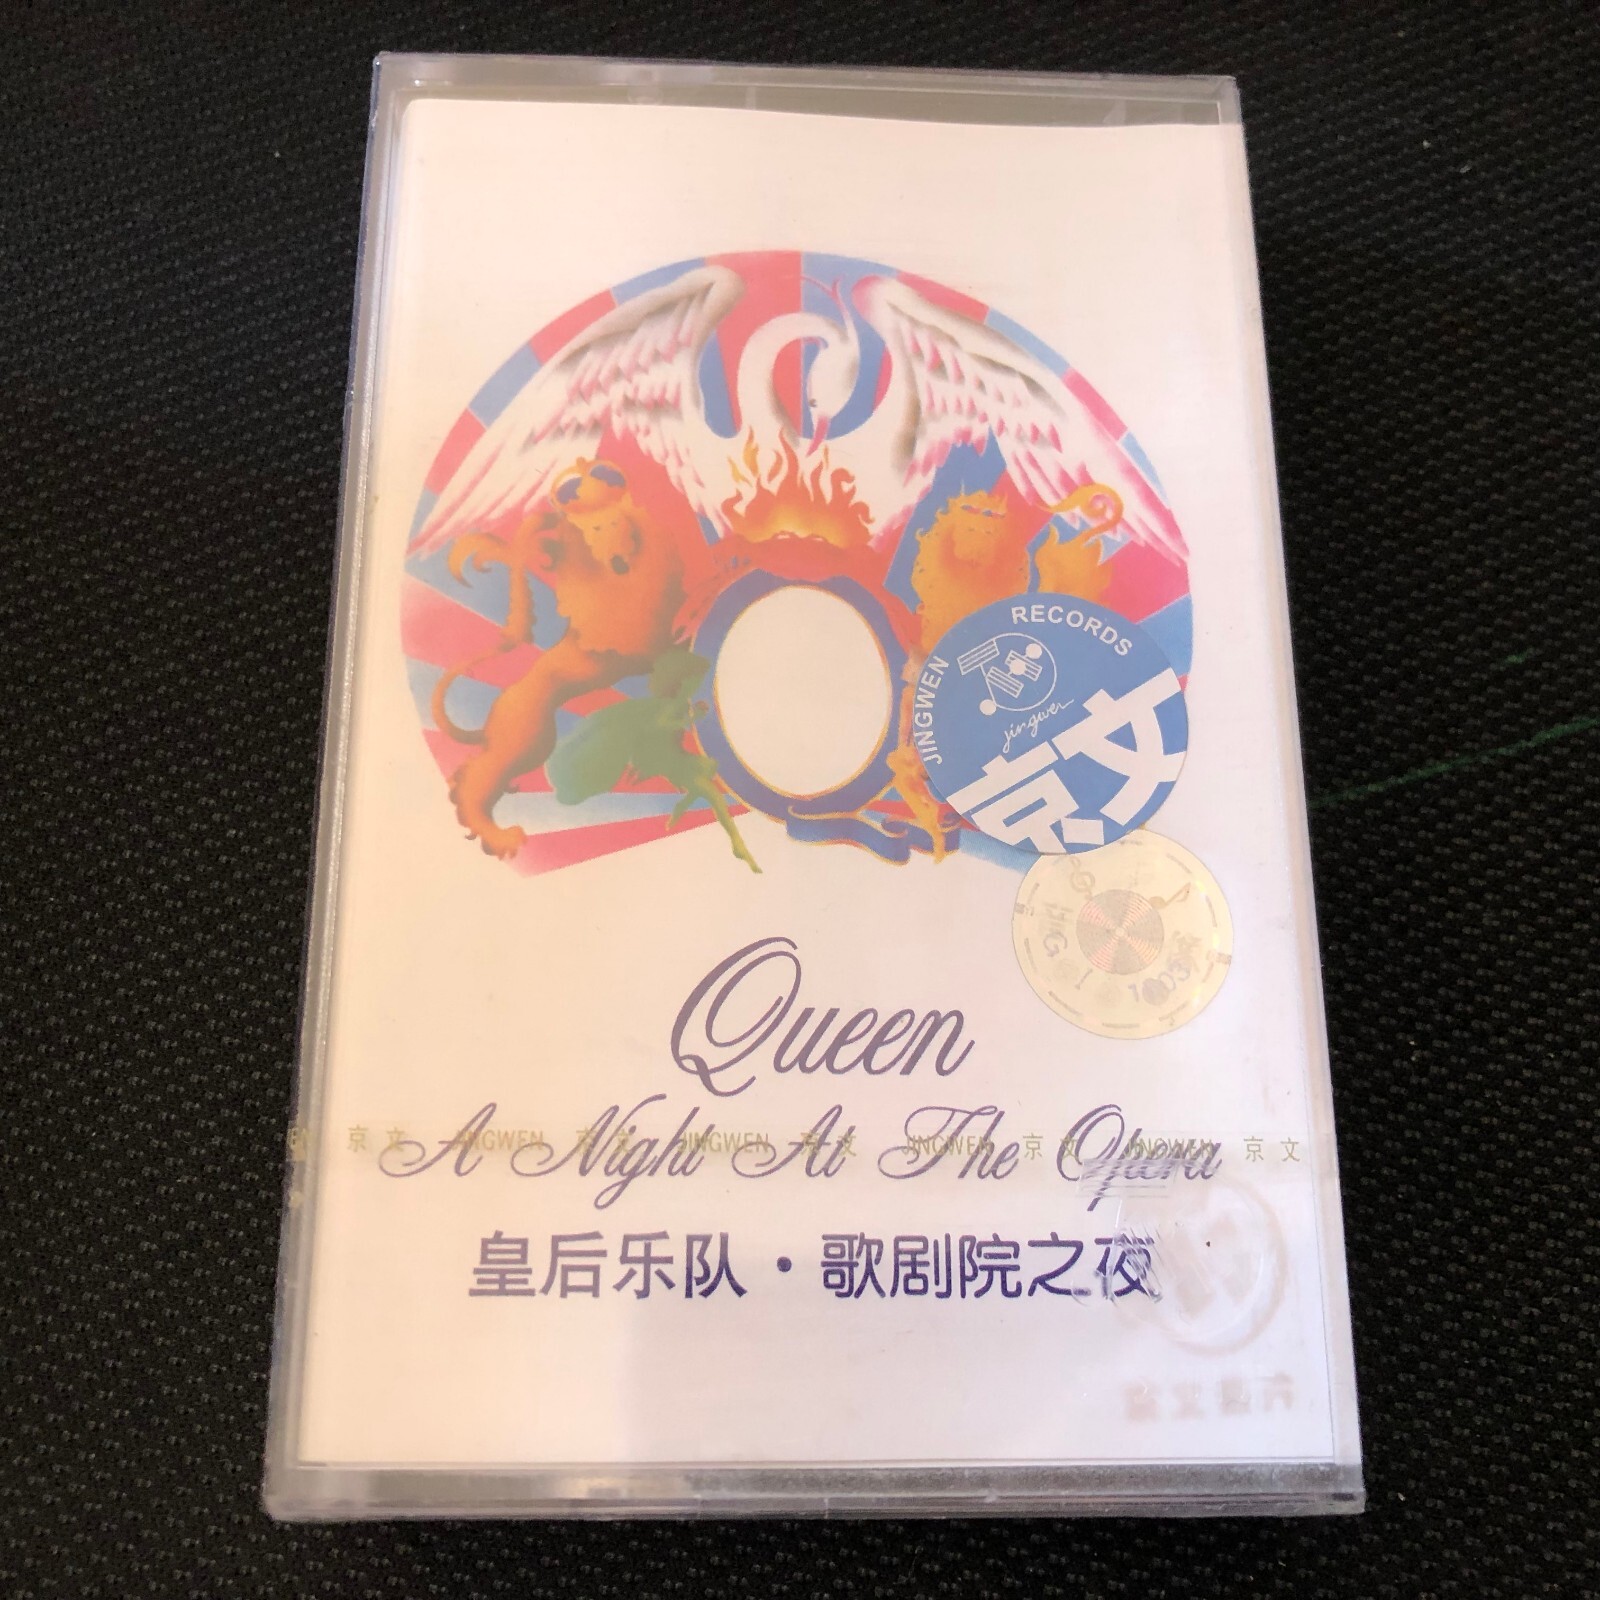 JINGWEN RECORDS
jingwen
京文
Queen
A Night At The Opera
京文 JINGWEN 京文 JINGWEN 京文 JINGWEN 京文 JINGWEN 京文
皇后乐队·歌剧院之夜